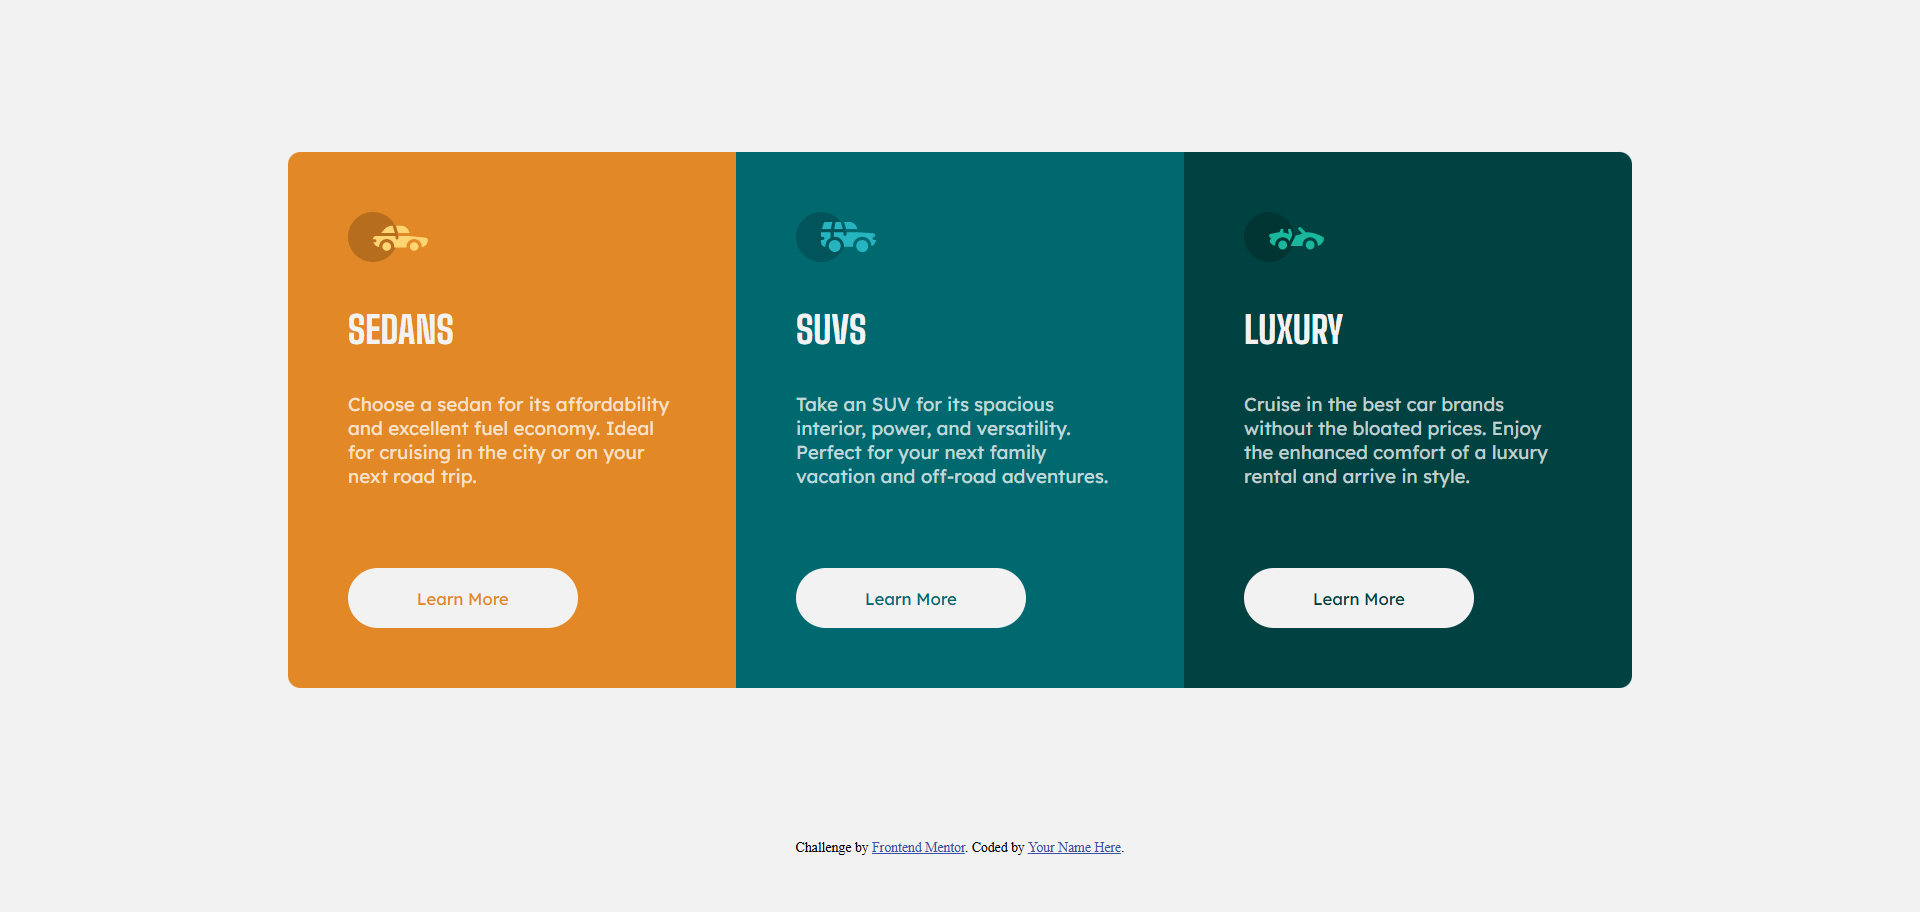 SEDANS
Choose a sedan for its affordability
and excellent fuel economy. Ideal
for cruising in the city or on your
next road trip.
Learn More
SUVS
Take an SUV for its spacious
interior, power, and versatility.
Perfect for your next family
vacation and off-road adventures.
Learn More
LUXURY
Cruise in the best car brands
without the bloated prices. Enjoy
the enhanced comfort of a luxury
rental and arrive in style.
Learn More
Challenge by Frontend Mentor. Coded by Your Name Here.